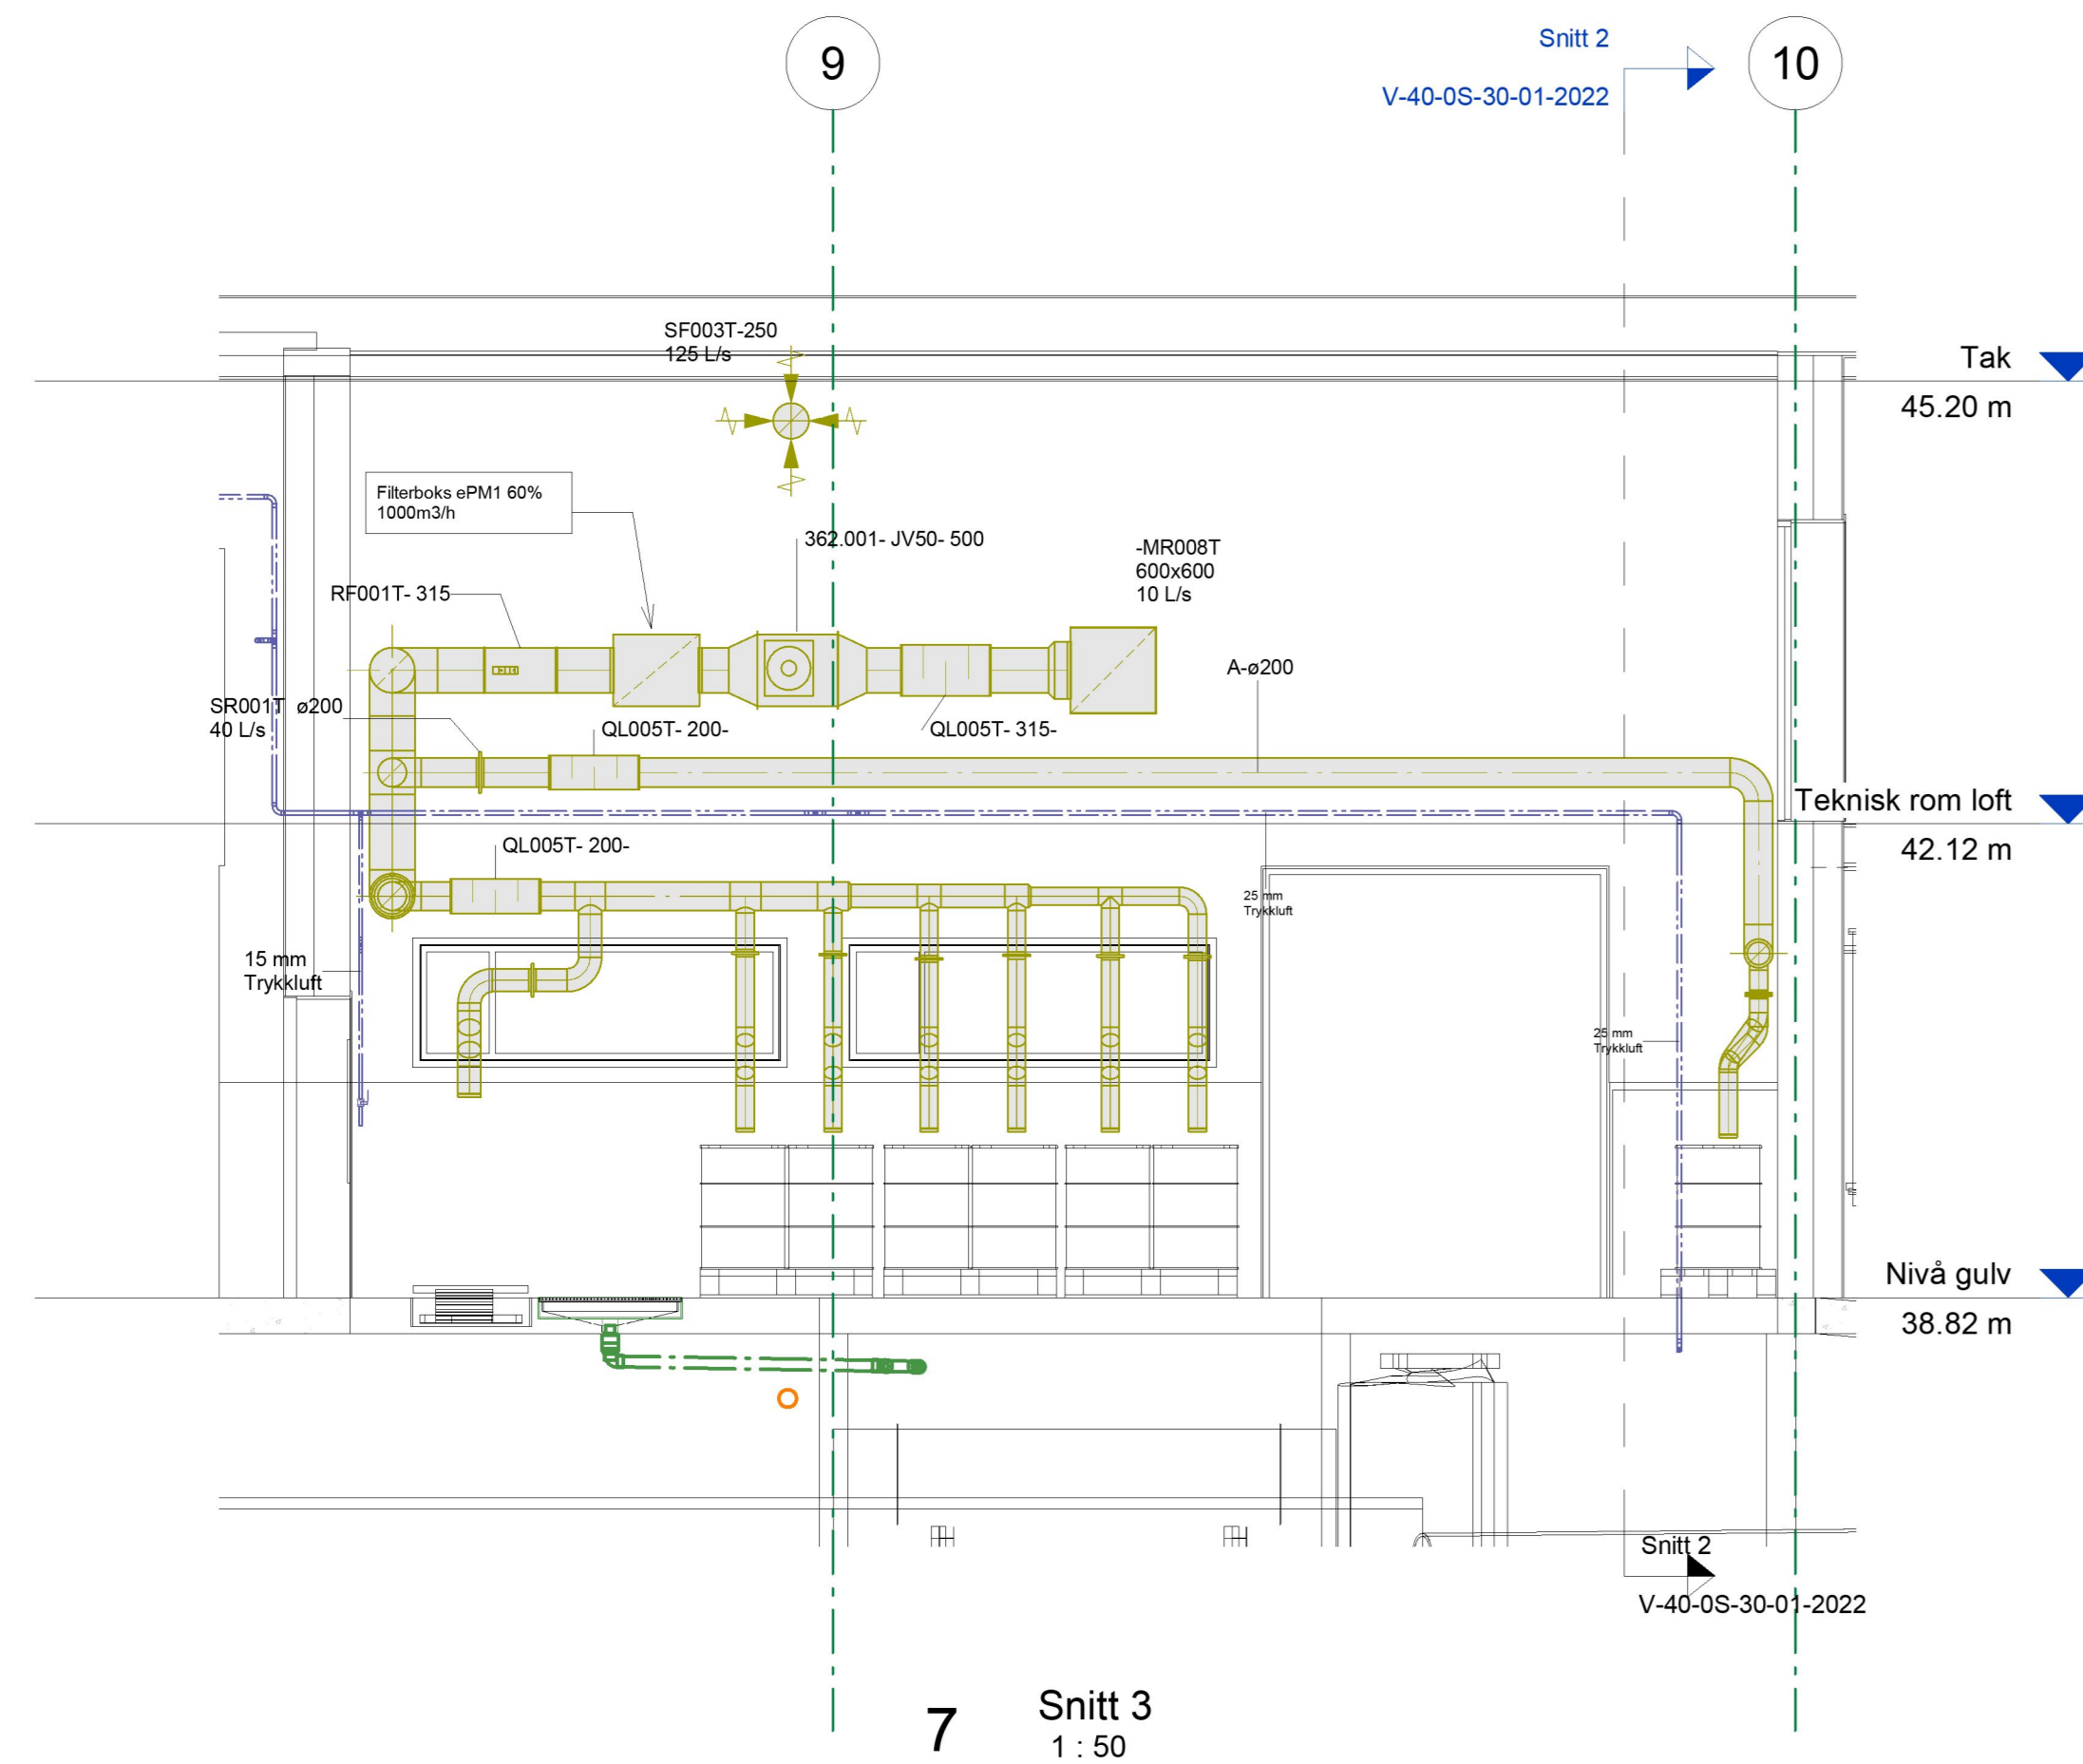 9
Snitt 2
10
V-40-0S-30-01-2022
SF003T-250
125 L/s
Tak
45.20 m
Filterboks ePM1 60%
1000m3/h
362.001- JV50- 500
-MR008T
600x600
10 L/s
RF001T- 315
A-ø200
SR001T ø200
40 L/s
QL005T- 200-
QL005T- 315-
Teknisk rom loft
42.12 m
QL005T- 200-
25 mm
Trykkluft
15 mm
Trykkluft
25 mm
Trykkluft
Nivå gulv
38.82 m
Snitt 2
V-40-0S-30-01-2022
7
Snitt 3
1 : 50